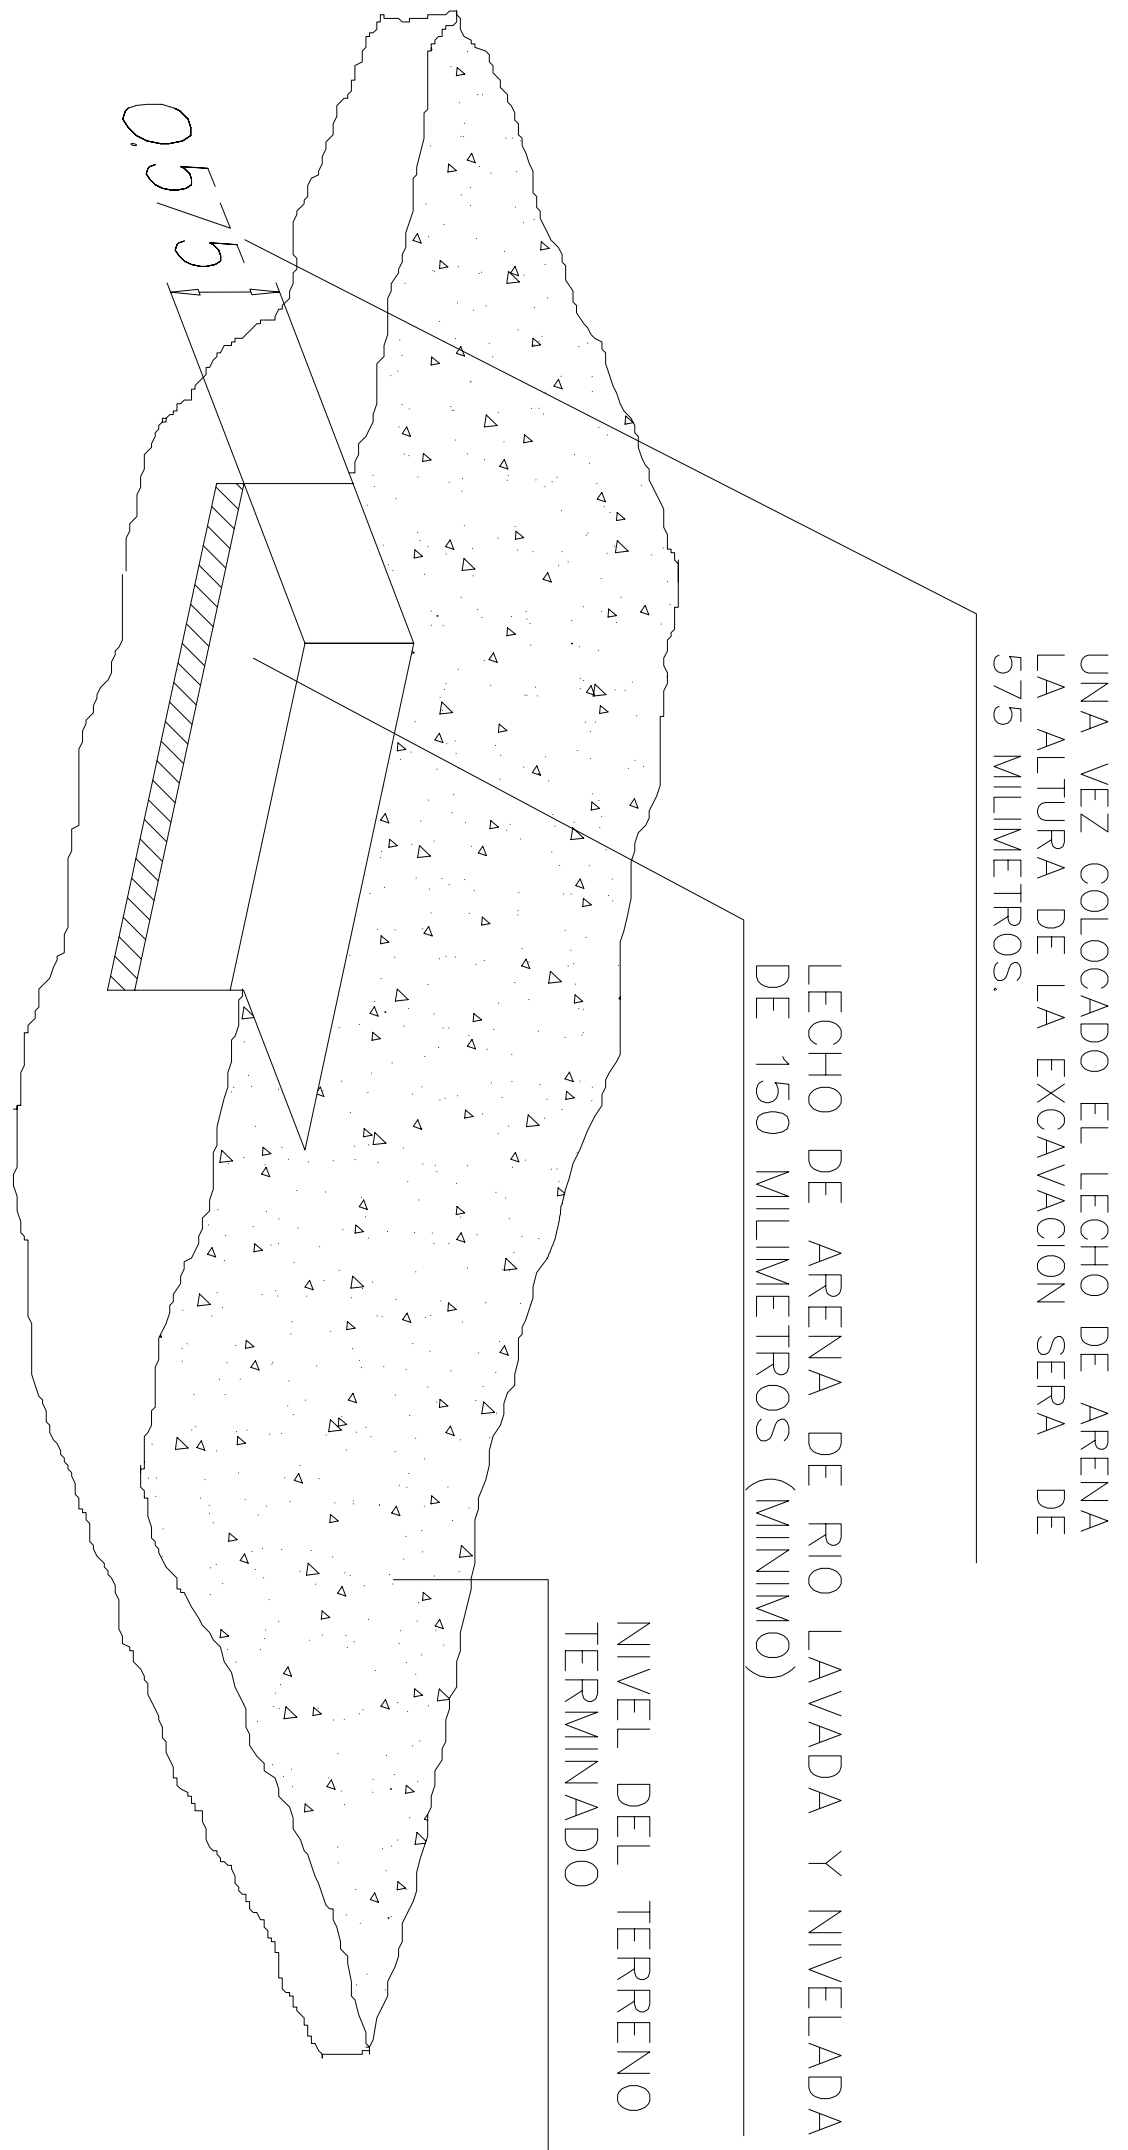 UNA VEZ COLOCADO EL LECHO DE ARENA
LA ALTURA DE LA EXCAVACION SERA DE
575 MILIMETROS.
LECHO DE ARENA DE RIO LAVADA Y NIVELADA
DE 150 MILIMETROS (MINIMO)
NIVEL DEL TERRENO
TERMINADO
0.575